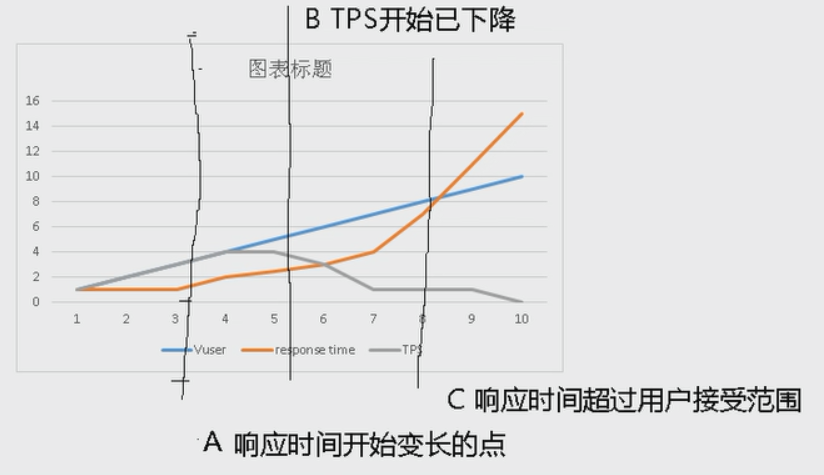 B TPS开始已下降
图表标题
16
14
12
10
8
6
4
2
0
1 2 3 4 5 6 7 8 9 10
Vuser response time TPS
C 响应时间超过用户接受范围
A 响应时间开始变长的点